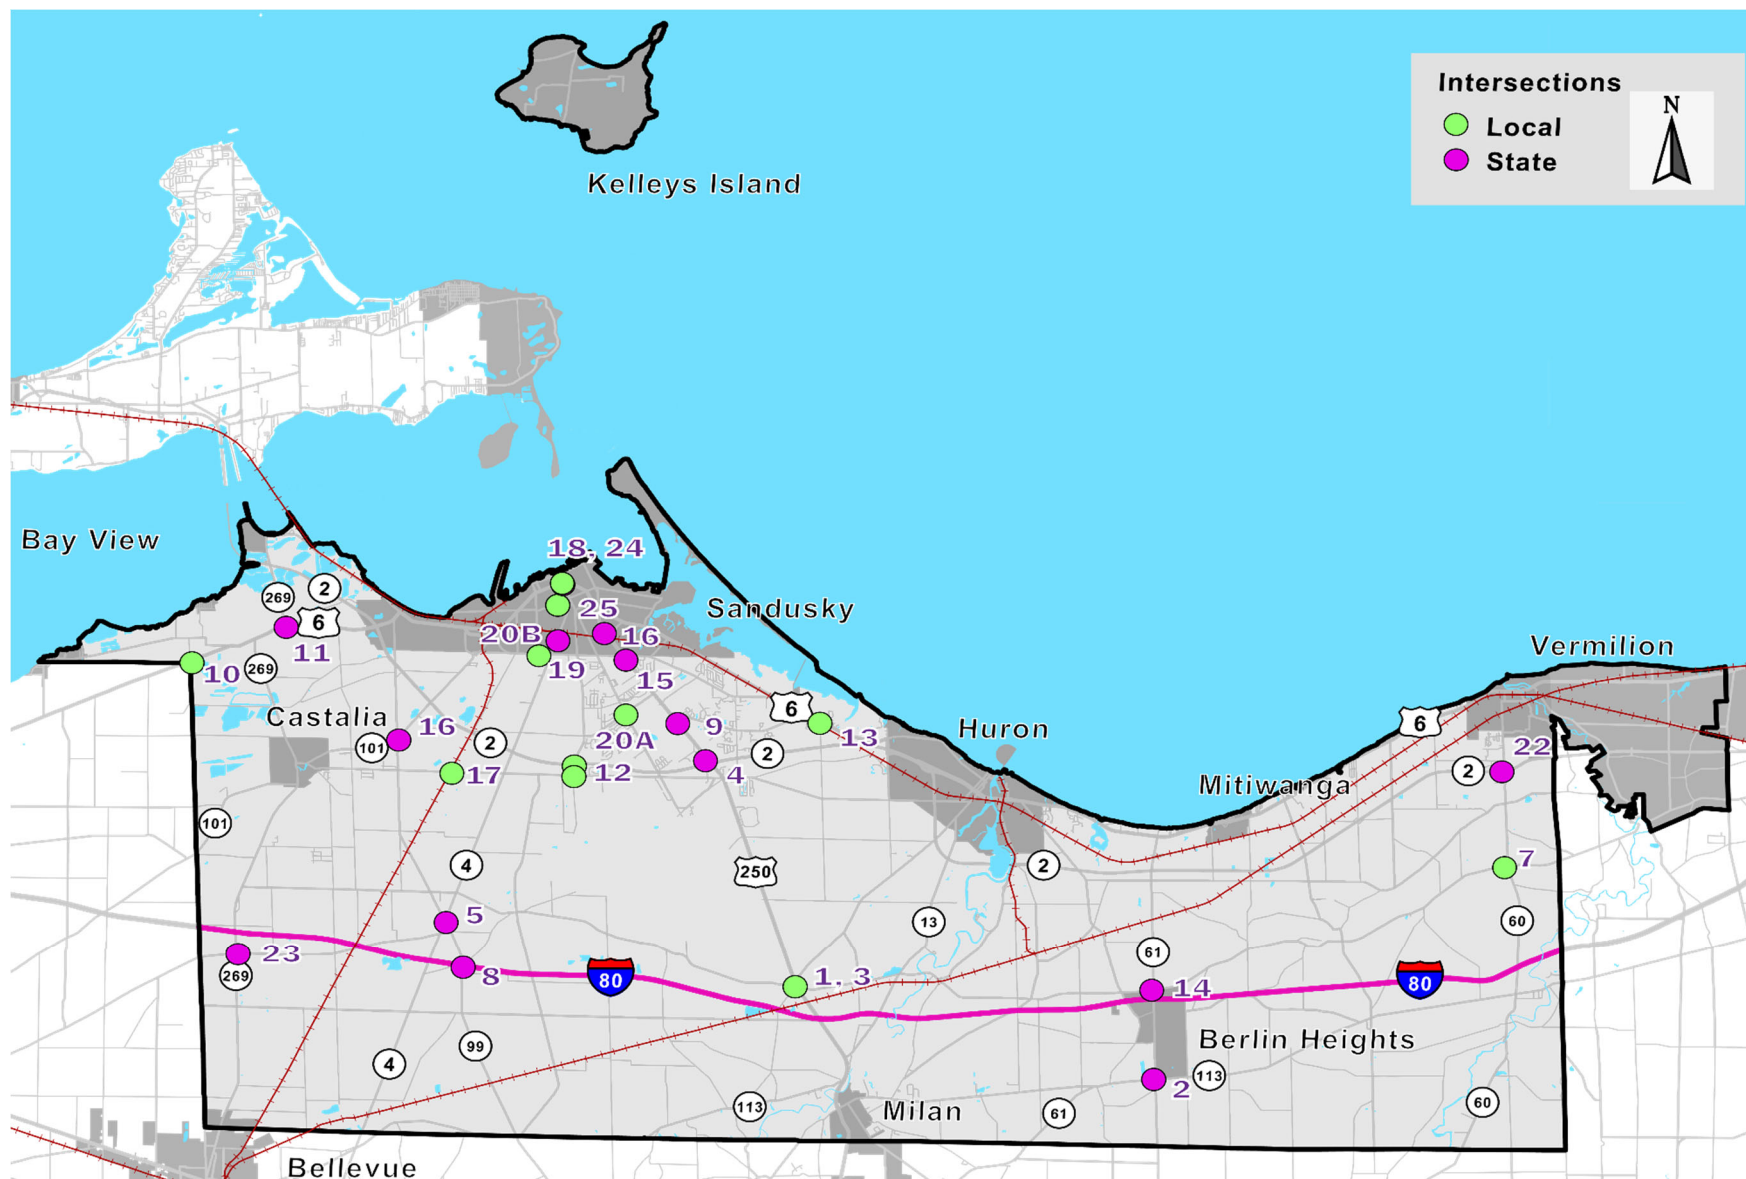 Intersections
N
Local
State
Kelleys Island
Bay View
18, 24
269
2
6
25
Sandusky
20B
16
11
19
15
10
269
Vermilion
Castalia
16
101
2
20A
9
6
13
Huron
6
22
17
12
4
2
Mitiwanga
2
101
4
250
2
7
5
13
60
23
269
8
80
1, 3
61
14
80
99
4
Berlin Heights
113
2
113
Milan
61
60
Bellevue